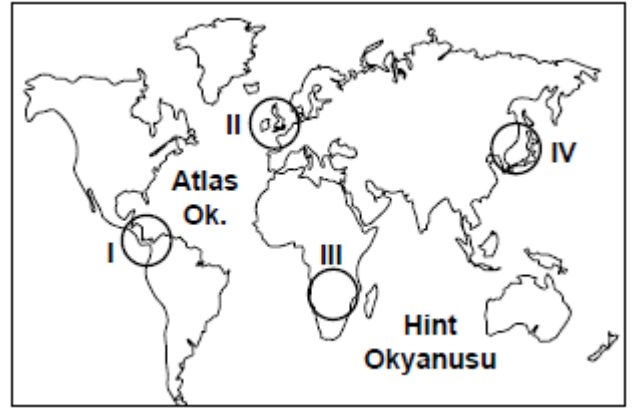 II
IV
Atlas
Ok.
I
III
Hint
Okyanusu